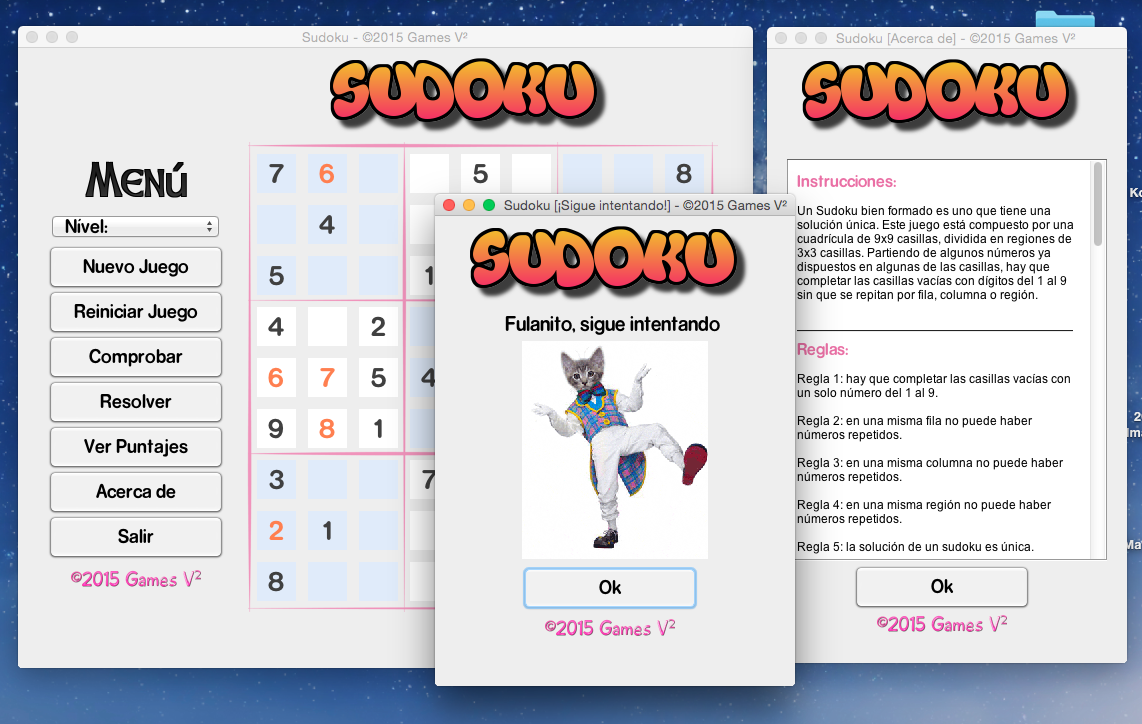 Sudoku - ©2015 Games V²
SUDOKU
Menú
Nível:
Nuevo Juego
Reiniciar Juego
Comprobar
Resolver
Ver Puntajes
Acerca de
Salir
©2015 Games V²
7 6 5 8
4
5 1
4 2
6 7 5 4
9 8 1
3 7
2 1
8
Sudoku [¡Sigue intentando!] - ©2015 Games V²
SUDOKU
Fulanito, sigue intentando
Ok
©2015 Games V²
Sudoku [Acerca de] - ©2015 Games V²
SUDOKU
Instrucciones:
Un Sudoku bien formado es uno que tiene una
solución única. Este juego está compuesto por una
cuadrícula de 9x9 casillas, dividida en regiones de
3x3 casillas. Partiendo de algunos números ya
dispuestos en algunas de las casillas, hay que
completar las casillas vacías con dígitos del 1 al 9
sin que se repitan por fila, columna o región.
Reglas:
Regla 1: hay que completar las casillas vacías con
un solo número del 1 al 9.
Regla 2: en una misma fila no puede haber
números repetidos.
Regla 3: en una misma columna no puede haber
números repetidos.
Regla 4: en una misma región no puede haber
números repetidos.
Regla 5: la solución de un sudoku es única.
Ok
©2015 Games V²